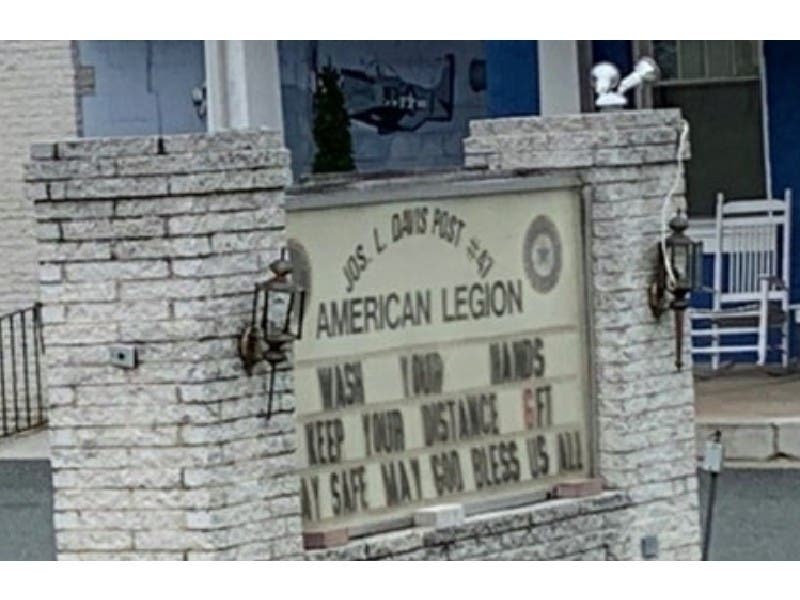 JOS. L. DAVIS POST #47
AMERICAN LEGION
WASH YOUR HANDS
KEEP YOUR DISTANCE 6FT
AY SAFE MAY GOD BLESS US ALL